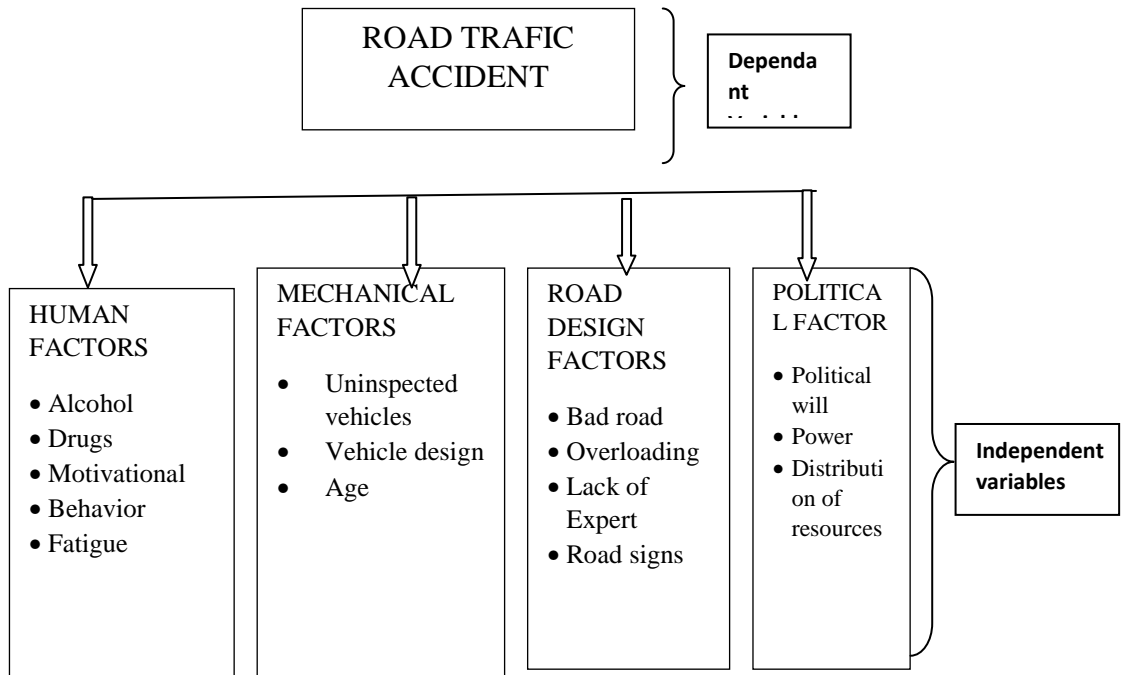 ROAD TRAFIC
ACCIDENT
Dependa
nt
HUMAN
FACTORS
• Alcohol
• Drugs
• Motivational
• Behavior
• Fatigue
MECHANICAL
FACTORS
• Uninspected
vehicles
• Vehicle design
• Age
ROAD
DESIGN
FACTORS
• Bad road
• Overloading
• Lack of
Expert
• Road signs
POLITICA
L FACTOR
• Political
will
• Power
• Distributi
on of
resources
Independent
variables